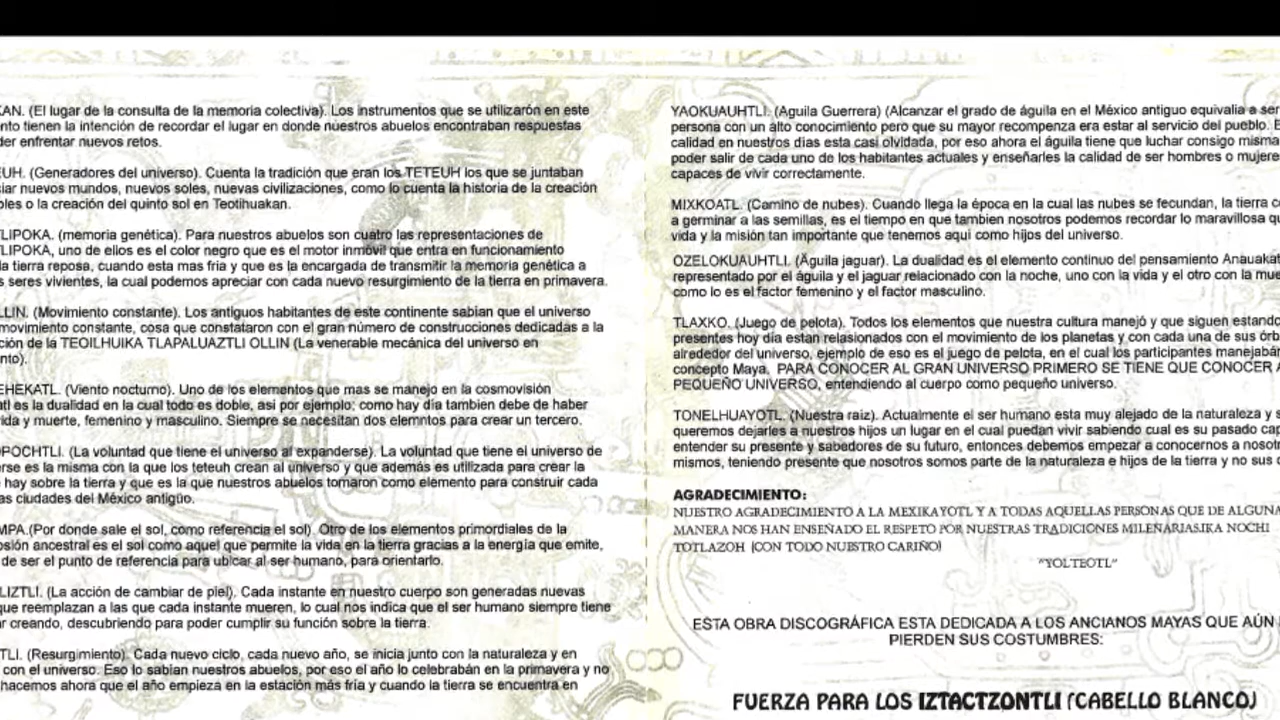 KAN. (El lugar de la consulta de la memoria colectiva). Los instrumentos que se utilizarón en este
nto tienen la intención de recordar el lugar en donde nuestros abuelos encontraban respuestas
der enfrentar nuevos retos.
EUH. (Generadores del universo). Cuenta la tradición que eran los TETEUH los que se juntaban
iar nuevos mundos, nuevos soles, nuevas civilizaciones, como lo cuenta la historia de la creación
oles o la creación del quinto sol en Teotihuakan.
LIPOKA. (memoria genética). Para nuestros abuelos son cuatro las representaciones de
LIPOKA, uno de ellos es el color negro que es el motor inmóvil que entra en funcionamiento
la tierra reposa, cuando esta mas fria y que es la encargada de transmitir la memoria genética a
s seres vivientes, la cual podemos apreciar con cada nuevo resurgimiento de la tierra en primavera.
LLIN. (Movimiento constante). Los antiguos habitantes de este continente sabian que el universo
movimiento constante, cosa que constataron con el gran número de construcciones dedicadas a la
ción de la TEOILHUIKA TLAPALUAZTLI OLLIN (La venerable mecánica del universo en
nto).
EHEKATL. (Viento nocturno). Uno de los elementos que mas se manejo en la cosmovisión
atl es la dualidad en la cual todo es doble, asi por ejemplo; como hay día tambien debe de haber
vida y muerte, femenino y masculino. Siempre se necesitan dos elemntos para crear un tercero.
OPOCHTLI. (La voluntad que tiene el universo al expanderse). La voluntad que tiene el universo de
erse es la misma con la que los teteuh crean al universo y que además es utilizada para crear la
e hay sobre la tierra y que es la que nuestros abuelos tomaron como elemento para construir cada
as ciudades del México antigüo.
MPA.(Por donde sale el sol, como referencia el sol). Otro de los elementos primordiales de la
osión ancestral es el sol como aquel que permite la vida en la tierra gracias a la energía que emite,
de ser el punto de referencia para ubicar al ser humano, para orientarlo.
LIZTLI. (La acción de cambiar de piel). Cada instante en nuestro cuerpo son generadas nuevas
que reemplazan a las que cada instante mueren, lo cual nos indica que el ser humano siempre tiene
r creando, descubriendo para poder cumplir su función sobre la tierra.
TLI. (Resurgimiento). Cada nuevo ciclo, cada nuevo año, se inicia junto con la naturaleza y en
con el universo. Eso lo sabían nuestros abuelos, por eso el año lo celebrabán en la primavera y no
hacemos ahora que el año empieza en la estación más fria y cuando la tierra se encuentra en
YAOKUAUHTLI. (Aguila Guerrera) (Alcanzar el grado de águila en el México antiguo equivalia a ser
persona con un alto conocimiento pero que su mayor recompenza era estar al servicio del pueblo. E
calidad en nuestros días esta casi olvidada, por eso ahora el águila tiene que luchar consigo misma
poder salir de cada uno de los habitantes actuales y enseñarles la calidad de ser hombres o mujere
capaces de vivir correctamente.
MIXKOATL. (Camino de nubes). Cuando llega la época en la cual las nubes se fecundan, la tierra c
a germinar a las semillas, es el tiempo en que tambien nosotros podemos recordar lo maravillosa q
vida y la misión tan importante que tenemos aquí como hijos del universo.
OZELOKUAUHTLI. (Águila jaguar). La dualidad es el elemento continuo del pensamiento Anauakat
representado por el águila y el jaguar relacionado con la noche, uno con la vida y el otro con la mue
como lo es el factor femenino y el factor masculino.
TLAXKO. (Juego de pelota). Todos los elementos que nuestra cultura manejó y que siguen estando
presentes hoy día están relasionados con el movimiento de los planetas y con cada una de sus órb
alrededor del universo, ejemplo de eso es el juego de pelota, en el cual los participantes manejabán
concepto Maya. PARA CONOCER AL GRAN UNIVERSO PRIMERO SE TIENE QUE CONOCER A
PEQUEÑO UNIVERSO, entendiendo al cuerpo como pequeño universo.
TONELHUAYOTL. (Nuestra raiz). Actualmente el ser humano esta muy alejado de la naturaleza y s
queremos dejarles a nuestros hijos un lugar en el cual puedan vivir sabiendo cual es su pasado cap
entender su presente y sabedores de su futuro, entonces debemos empezar a conocernos a nosot
mismos, teniendo presente que nosotros somos parte de la naturaleza e hijos de la tierra y no sus d
AGRADECIMIENTO:
NUESTRO AGRADECIMIENTO A LA MEXIKAYOTL Y A TODAS AQUELLAS PERSONAS QUE DE ALGUNA
MANERA NOS HAN ENSEÑADO EL RESPETO POR NUESTRAS TRADICIONES MILENARIAS.IKA NOCHI
TOTLAZOH (CON TODO NUESTRO CARIÑO)
"YOLTEOTL"
ESTA OBRA DISCOGRÁFICA ESTA DEDICADA A LOS ANCIANOS MAYAS QUE AÚN
PIERDEN SUS COSTUMBRES:
FUERZA PARA LOS IZTACTZONTLI (CABELLO BLANCO)